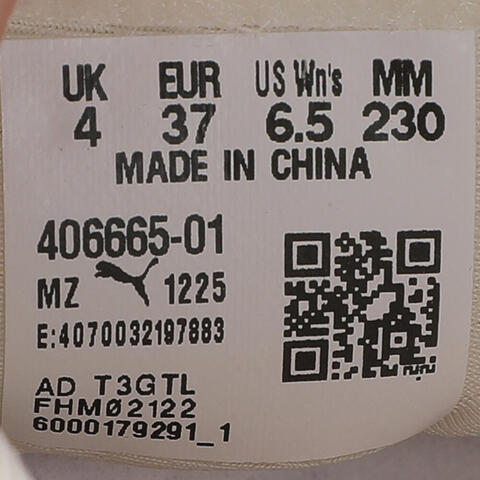 UK EUR US Wn's MM
4 37 6.5 230
MADE IN CHINA
406665-01
MZ 1225
E:4070032197883
AD T3GTL
FHMØ2122
6000179291_1